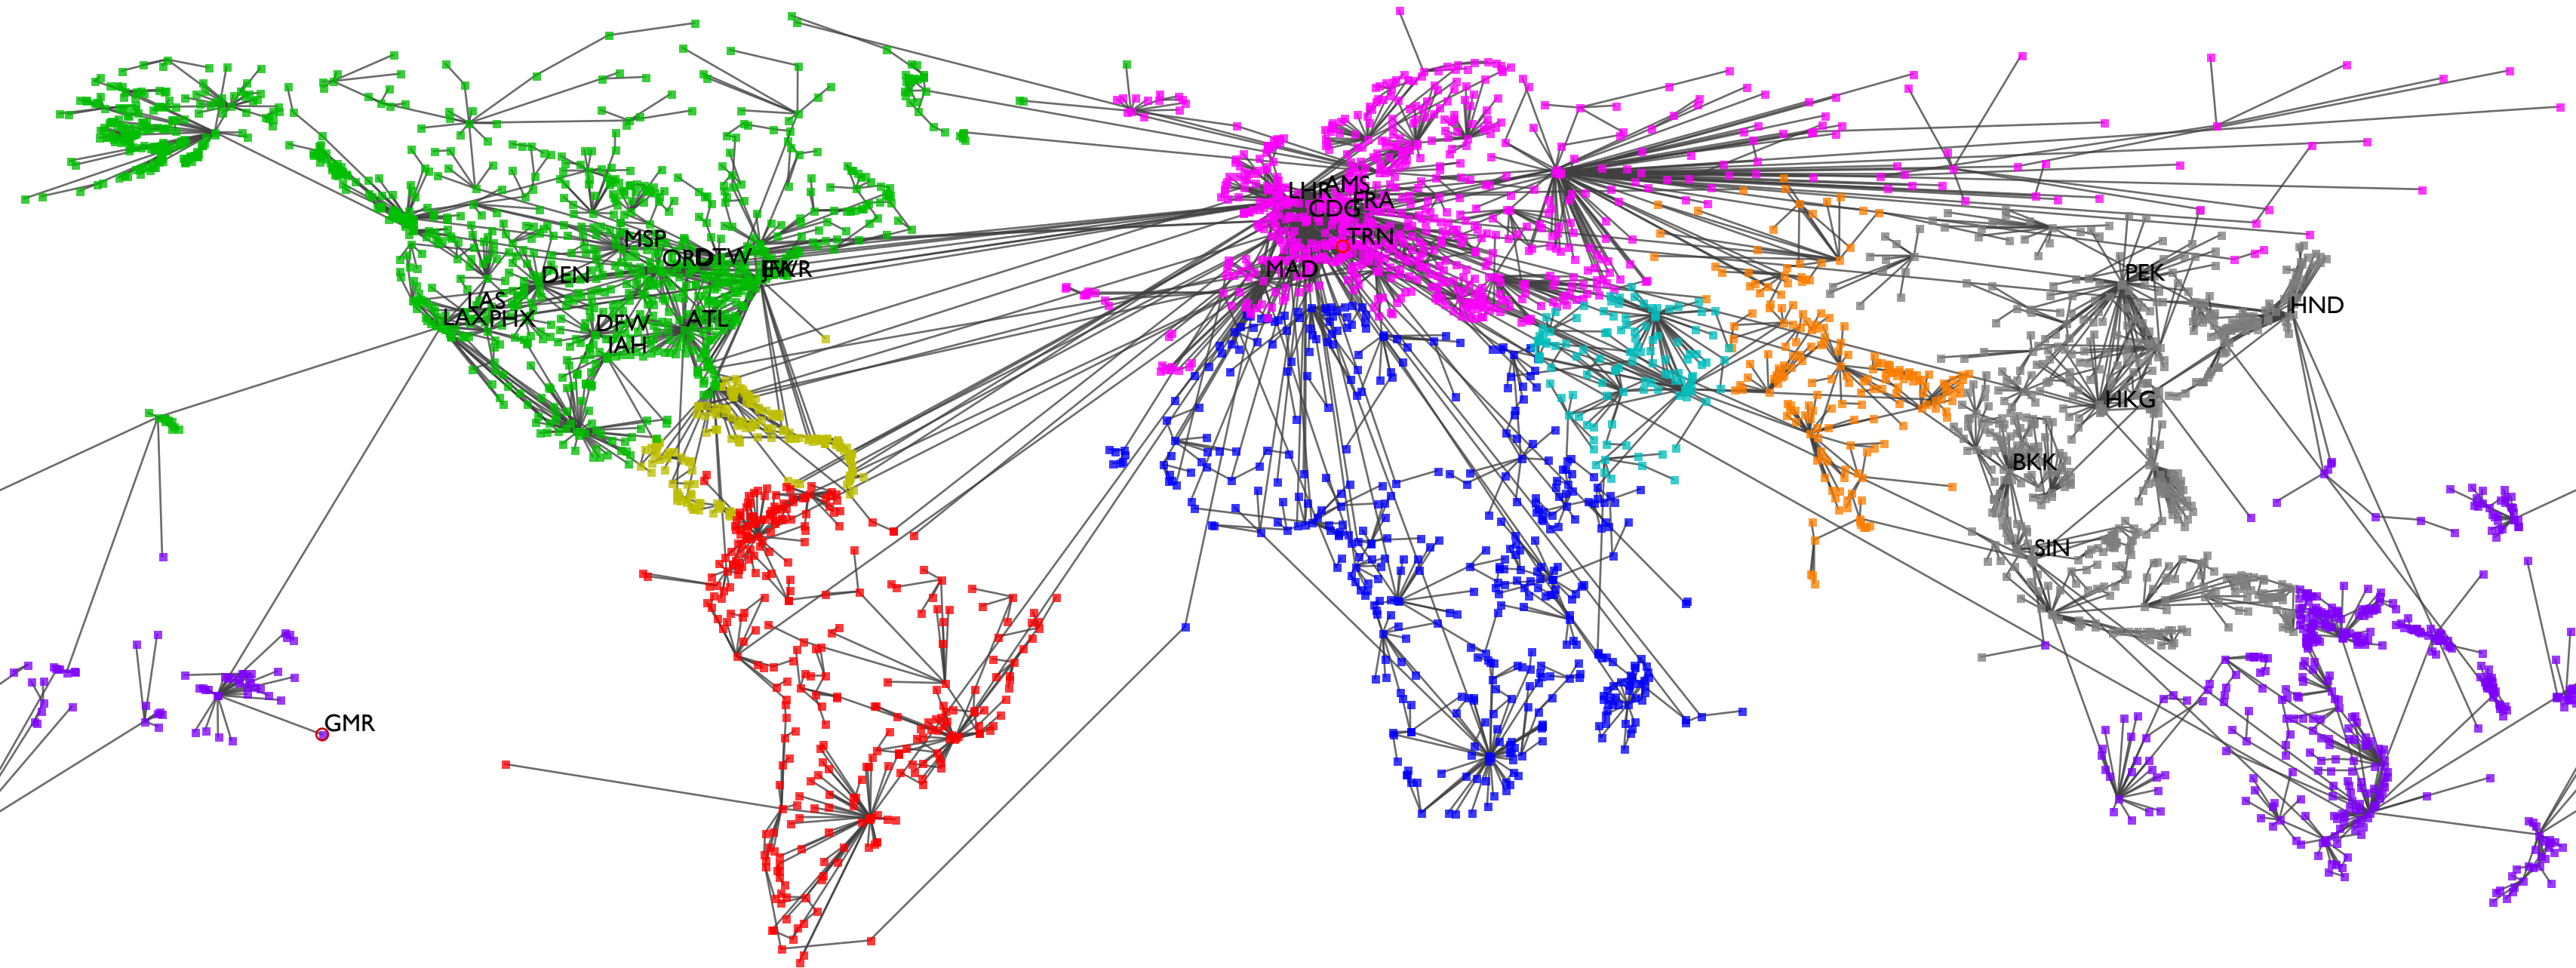 LHR
AMS
FRA
CDG
TRN
MAD
MSP
ORD
DTW
EWR
DEN
LAS
LAX
PHX
DFW
ATL
IAH
PEK
HND
HKG
BKK
SIN
GMR